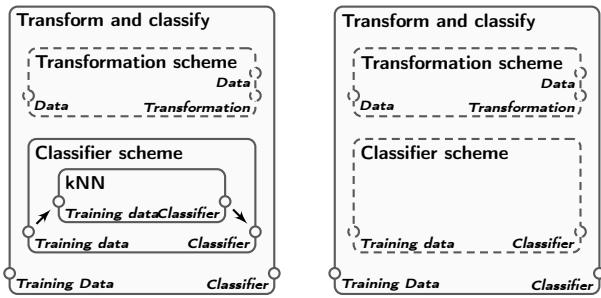 Transform and classify
Transformation scheme
Data
Data
Transformation
Classifier scheme
kNN
Training data Classifier
Training data
Classifier
Training Data
Classifier
Transform and classify
Transformation scheme
Data
Data
Transformation
Classifier scheme
Training data
Classifier
Training Data
Classifier